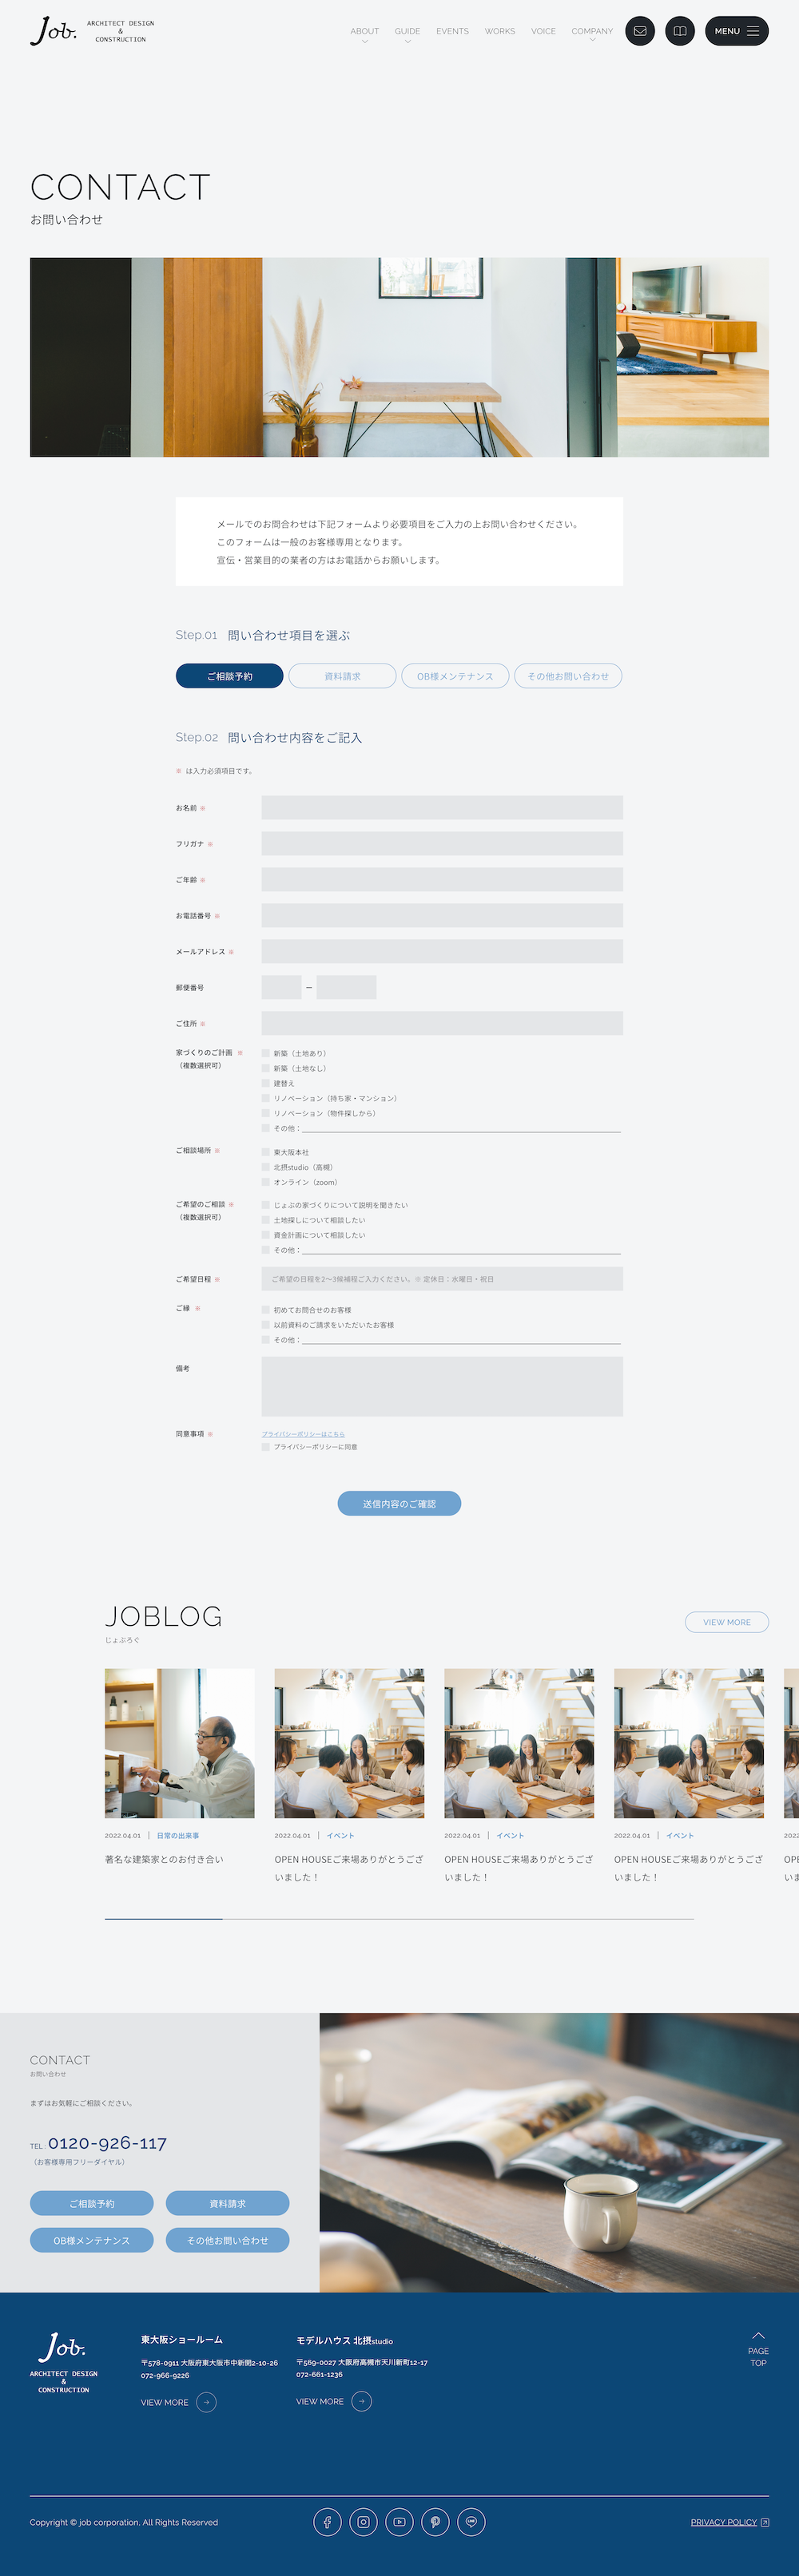 Job.
ARCHITECT DESIGN
&
CONSTRUCTION
ABOUT
GUIDE
EVENTS
WORKS
VOICE
COMPANY
MENU
CONTACT
お問い合わせ
メールでのお問合わせは下記フォームより必要項目をご入力の上お問い合わせください。
このフォームは一般のお客様専用となります。
宣伝・営業目的の業者の方はお電話からお願いします。
Step.01 問い合わせ項目を選ぶ
ご相談予約
資料請求
OB様メンテナンス
その他お問い合わせ
Step.02 問い合わせ内容をご記入
※ は入力必須項目です。
お名前 ※
フリガナ ※
ご年齢 ※
お電話番号 ※
メールアドレス ※
郵便番号
ー
ご住所 ※
家づくりのご計画 ※
（複数選択可）
新築（土地あり）
新築（土地なし）
建替え
リノベーション（持ち家・マンション）
リノベーション（物件探しから）
その他：
ご相談場所 ※
東大阪本社
北摂studio（高槻）
オンライン（zoom）
ご希望のご相談 ※
（複数選択可）
じょぶの家づくりについて説明を聞きたい
土地探しについて相談したい
資金計画について相談したい
その他：
ご希望日程 ※
ご希望の日程を2〜3候補程ご入力ください。※ 定休日：水曜日・祝日
ご縁 ※
初めてお問合せのお客様
以前資料のご請求をいただいたお客様
その他：
備考
同意事項 ※
プライバシーポリシーはこちら
プライバシーポリシーに同意
送信内容のご確認
JOBLOG
じょぶろぐ
VIEW MORE
2022.04.01 | 日常の出来事
著名な建築家とのお付き合い
2022.04.01 | イベント
OPEN HOUSEご来場ありがとうござ
いました！
2022.04.01 | イベント
OPEN HOUSEご来場ありがとうござ
いました！
2022.04.01 | イベント
OPEN HOUSEご来場ありがとうござ
いました！
CONTACT
お問い合わせ
まずはお気軽にご相談ください。
TEL : 0120-926-117
（お客様専用フリーダイヤル）
ご相談予約
資料請求
OB様メンテナンス
その他お問い合わせ
Job.
ARCHITECT DESIGN
&
CONSTRUCTION
東大阪ショールーム
〒578-0911 大阪府東大阪市中新開2-10-26
072-966-9226
VIEW MORE
モデルハウス 北摂studio
〒569-0027 大阪府高槻市天川新町12-17
072-661-1236
VIEW MORE
PAGE
TOP
Copyright © job corporation, All Rights Reserved
LINE
PRIVACY POLICY